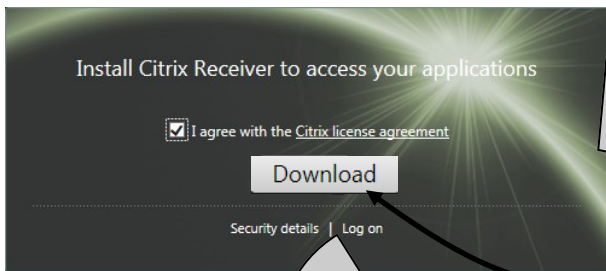 Install Citrix Receiver to access your applications
I agree with the Citrix license agreement
Download
Security details | Log on